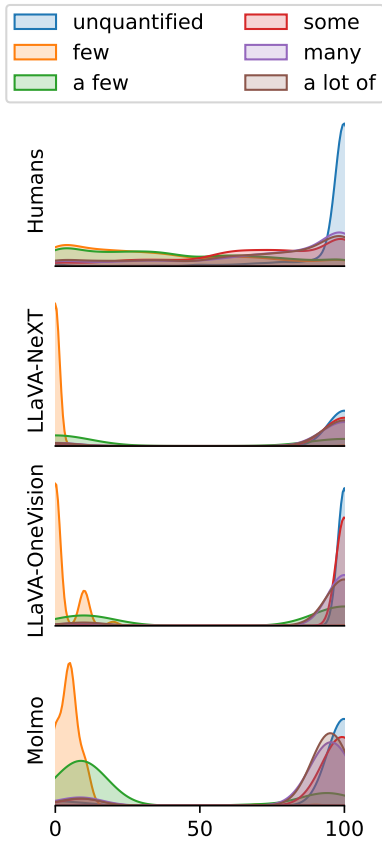 unquantified
few
a few
some
many
a lot of
Humans
LLaVA-NeXT
LLaVA-OneVision
Molmo
0 50 100